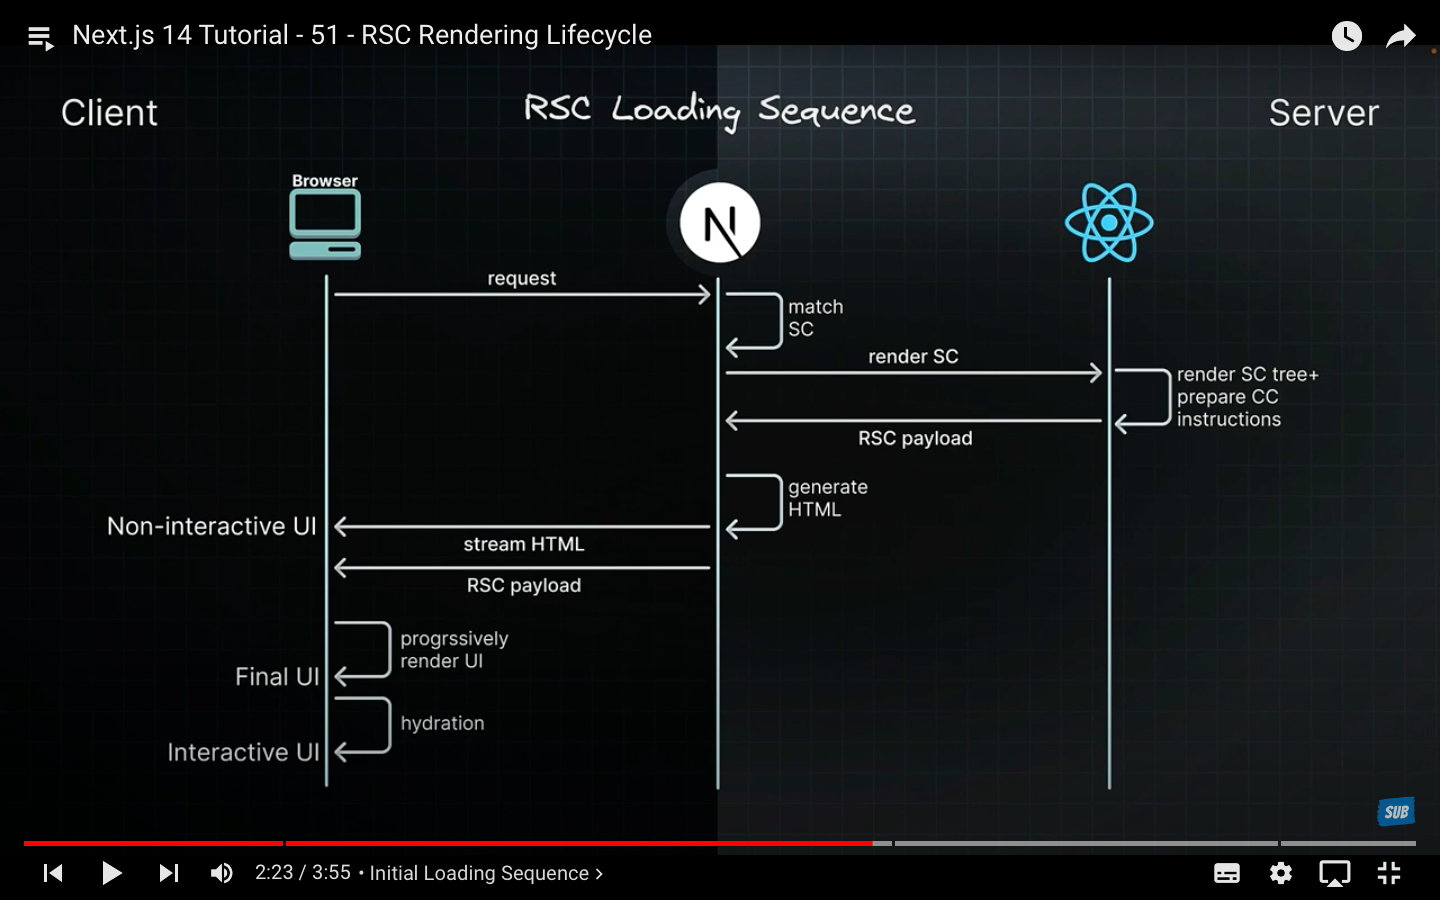 Next.js 14 Tutorial - 51 - RSC Rendering Lifecycle
Client
RSC Loading Sequence
Server
Browser
N
request
match
SC
render SC
render SC tree+
prepare CC
instructions
RSC payload
generate
HTML
Non-interactive UI
stream HTML
RSC payload
progrssively
render UI
Final UI
hydration
Interactive UI
SUB
2:23 / 3:55 • Initial Loading Sequence >